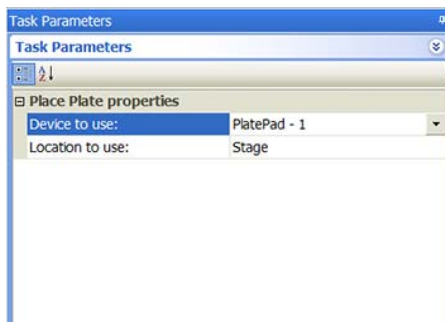 Task Parameters
Task Parameters
Place Plate properties
Device to use: PlatePad - 1
Location to use: Stage